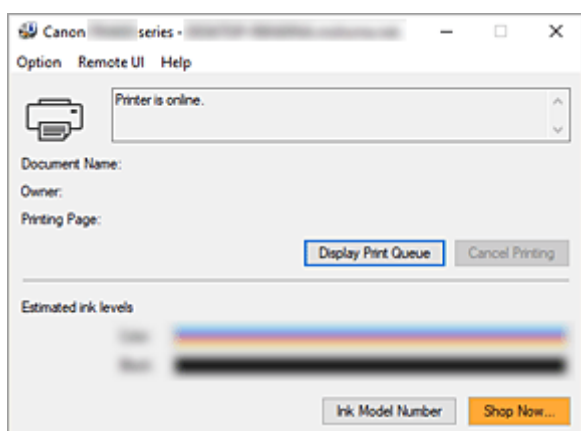 Canon series -
Option Remote UI Help
Printer is online.
Document Name:
Owner:
Printing Page:
Display Print Queue Cancel Printing
Estimated ink levels
Ink Model Number Shop Now...